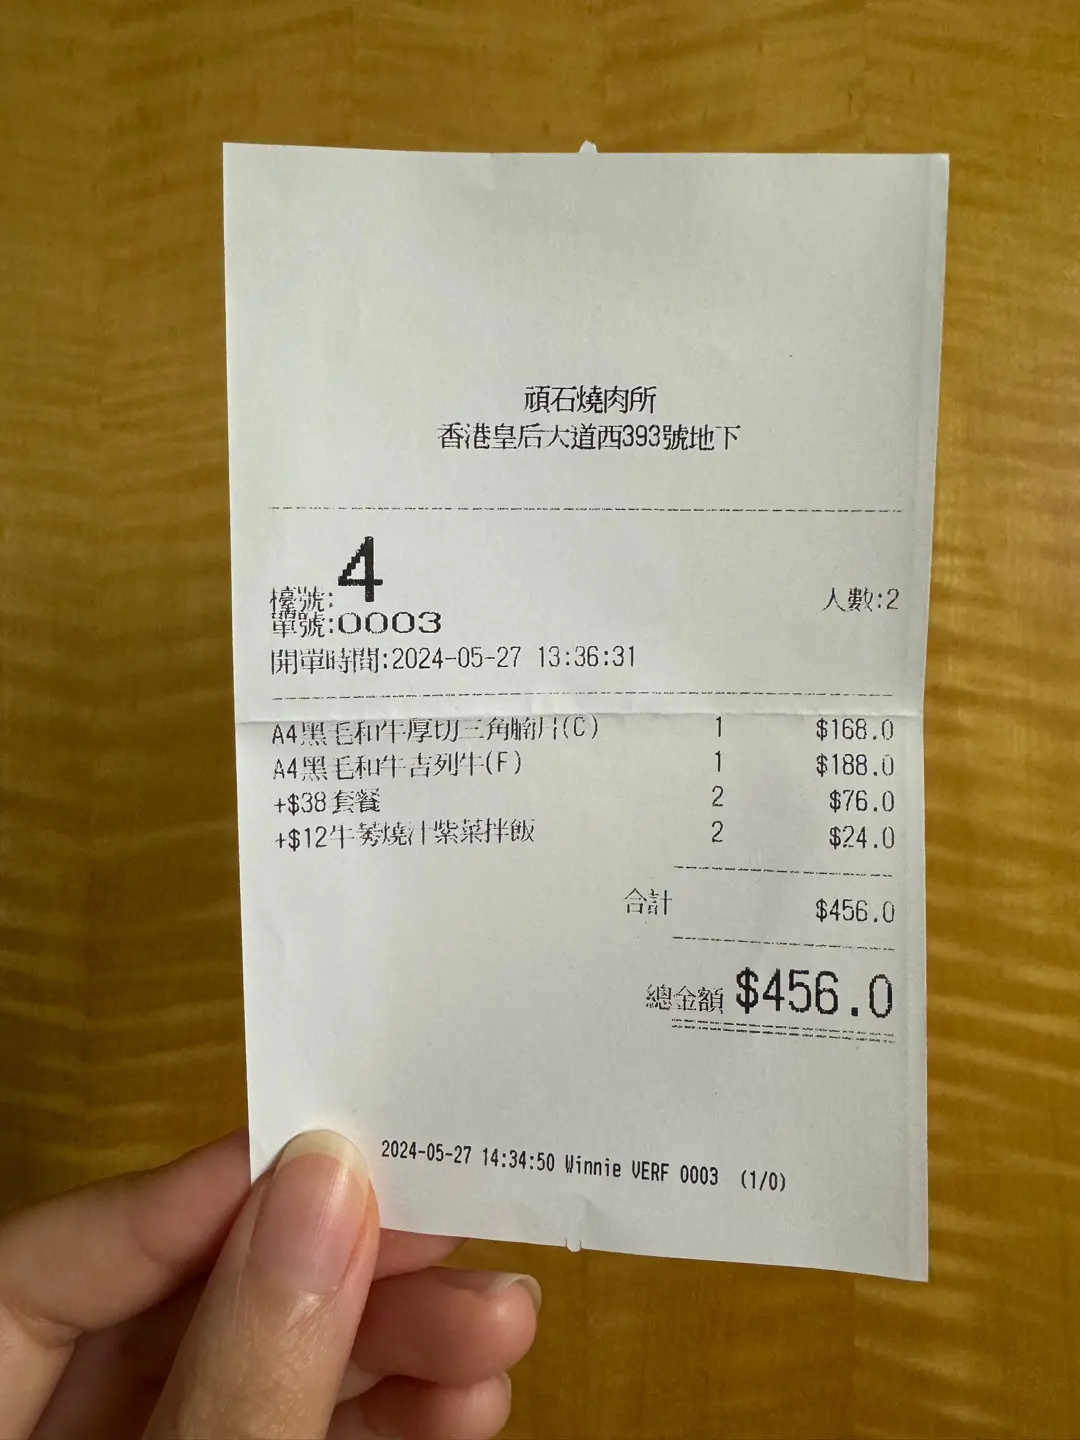 頑石燒肉所
香港皇后大道西393號地下
檯號:4 人數:2
單號:0003
開單時間:2024-05-27 13:36:31
A4黑毛和牛厚切三角腩片(C) 1 $168.0
A4黑毛和牛吉列牛(F) 1 $188.0
+$38套餐 2 $76.0
+$12牛蒡燒汁紫菜拌飯 2 $24.0
合計 $456.0
總金額 $456.0
2024-05-27 14:34:50 Winnie VERF 0003 (1/0)